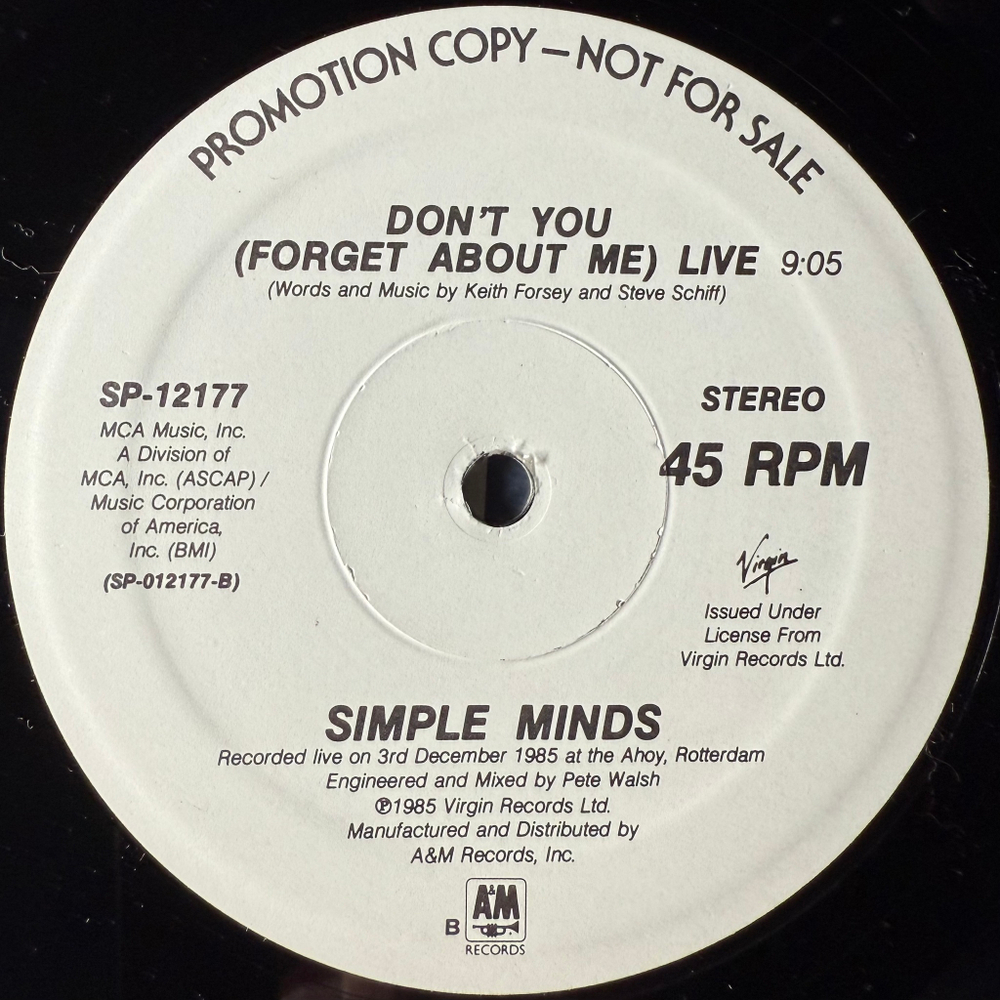 PROMOTION COPY — NOT FOR SALE
DON'T YOU
(FORGET ABOUT ME) LIVE 9:05
(Words and Music by Keith Forsey and Steve Schiff)
SP-12177
MCA Music, Inc.
A Division of
MCA, Inc. (ASCAP) /
Music Corporation
of America,
Inc. (BMI)
(SP-012177-B)
STEREO
45 RPM
Virgin
Issued Under
License From
Virgin Records Ltd.
SIMPLE MINDS
Recorded live on 3rd December 1985 at the Ahoy, Rotterdam
Engineered and Mixed by Pete Walsh
℗1985 Virgin Records Ltd.
Manufactured and Distributed by
A&M Records, Inc.
B A&M
RECORDS